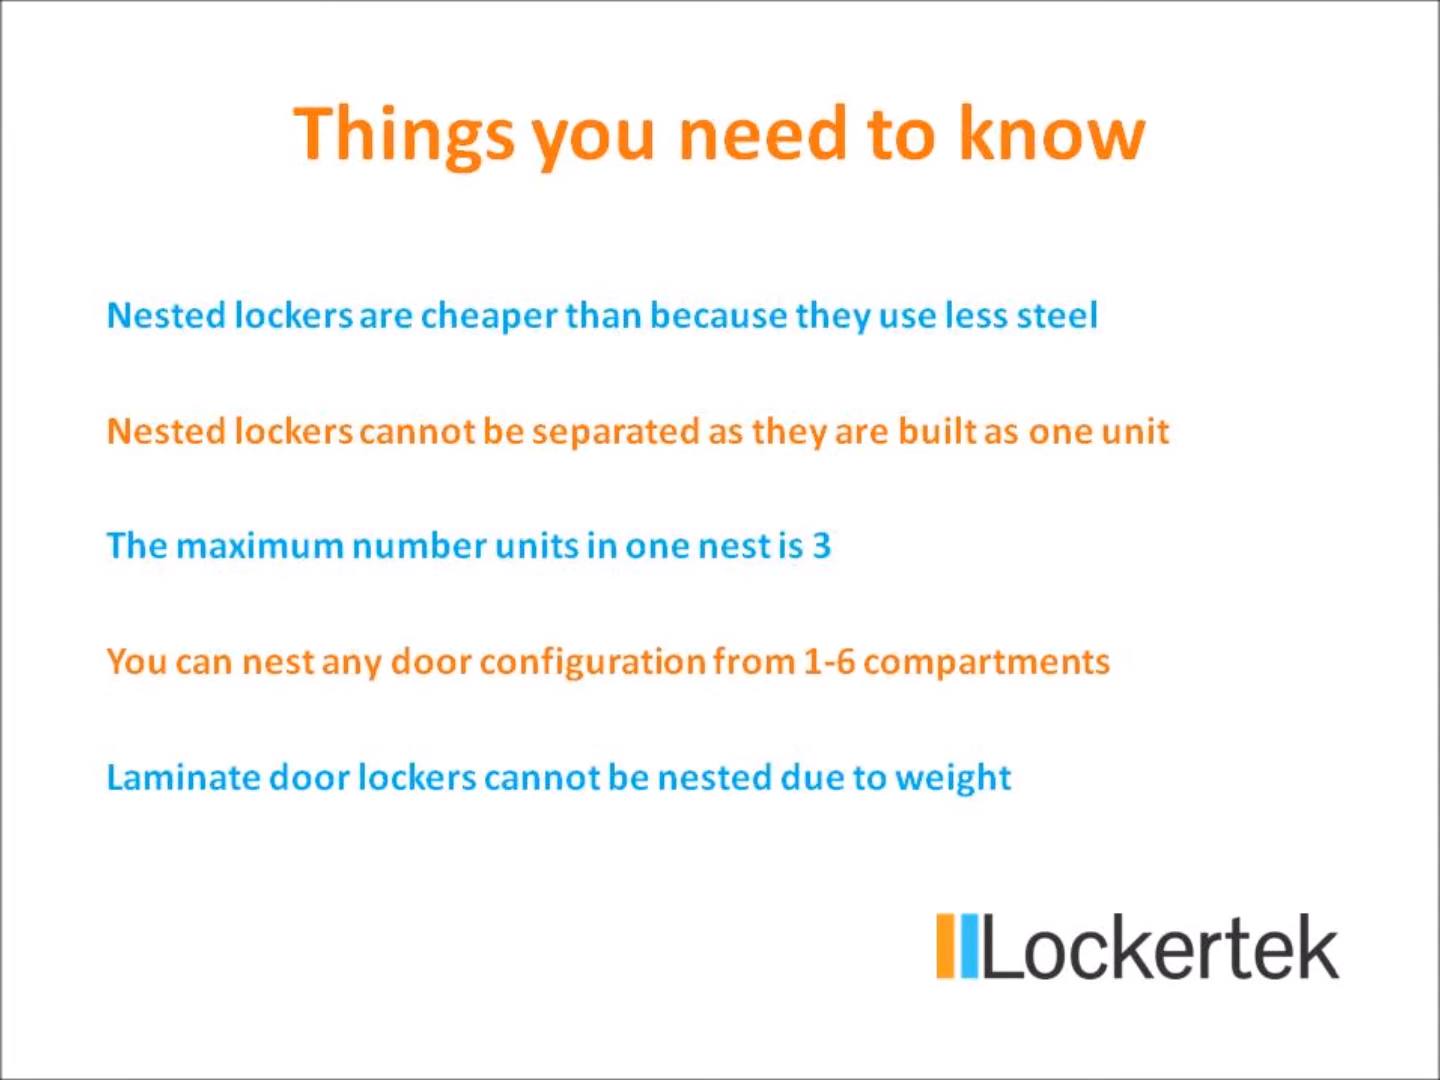 Things you need to know
Nested lockers are cheaper than because they use less steel
Nested lockers cannot be separated as they are built as one unit
The maximum number units in one nest is 3
You can nest any door configuration from 1-6 compartments
Laminate door lockers cannot be nested due to weight
Lockertek